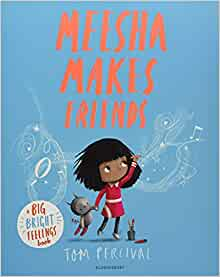 MEESHA
MAKES
FRIENDS
A
BIG
BRIGHT
FEELINGS
book
TOM PERCIVAL
BLOOMSBURY